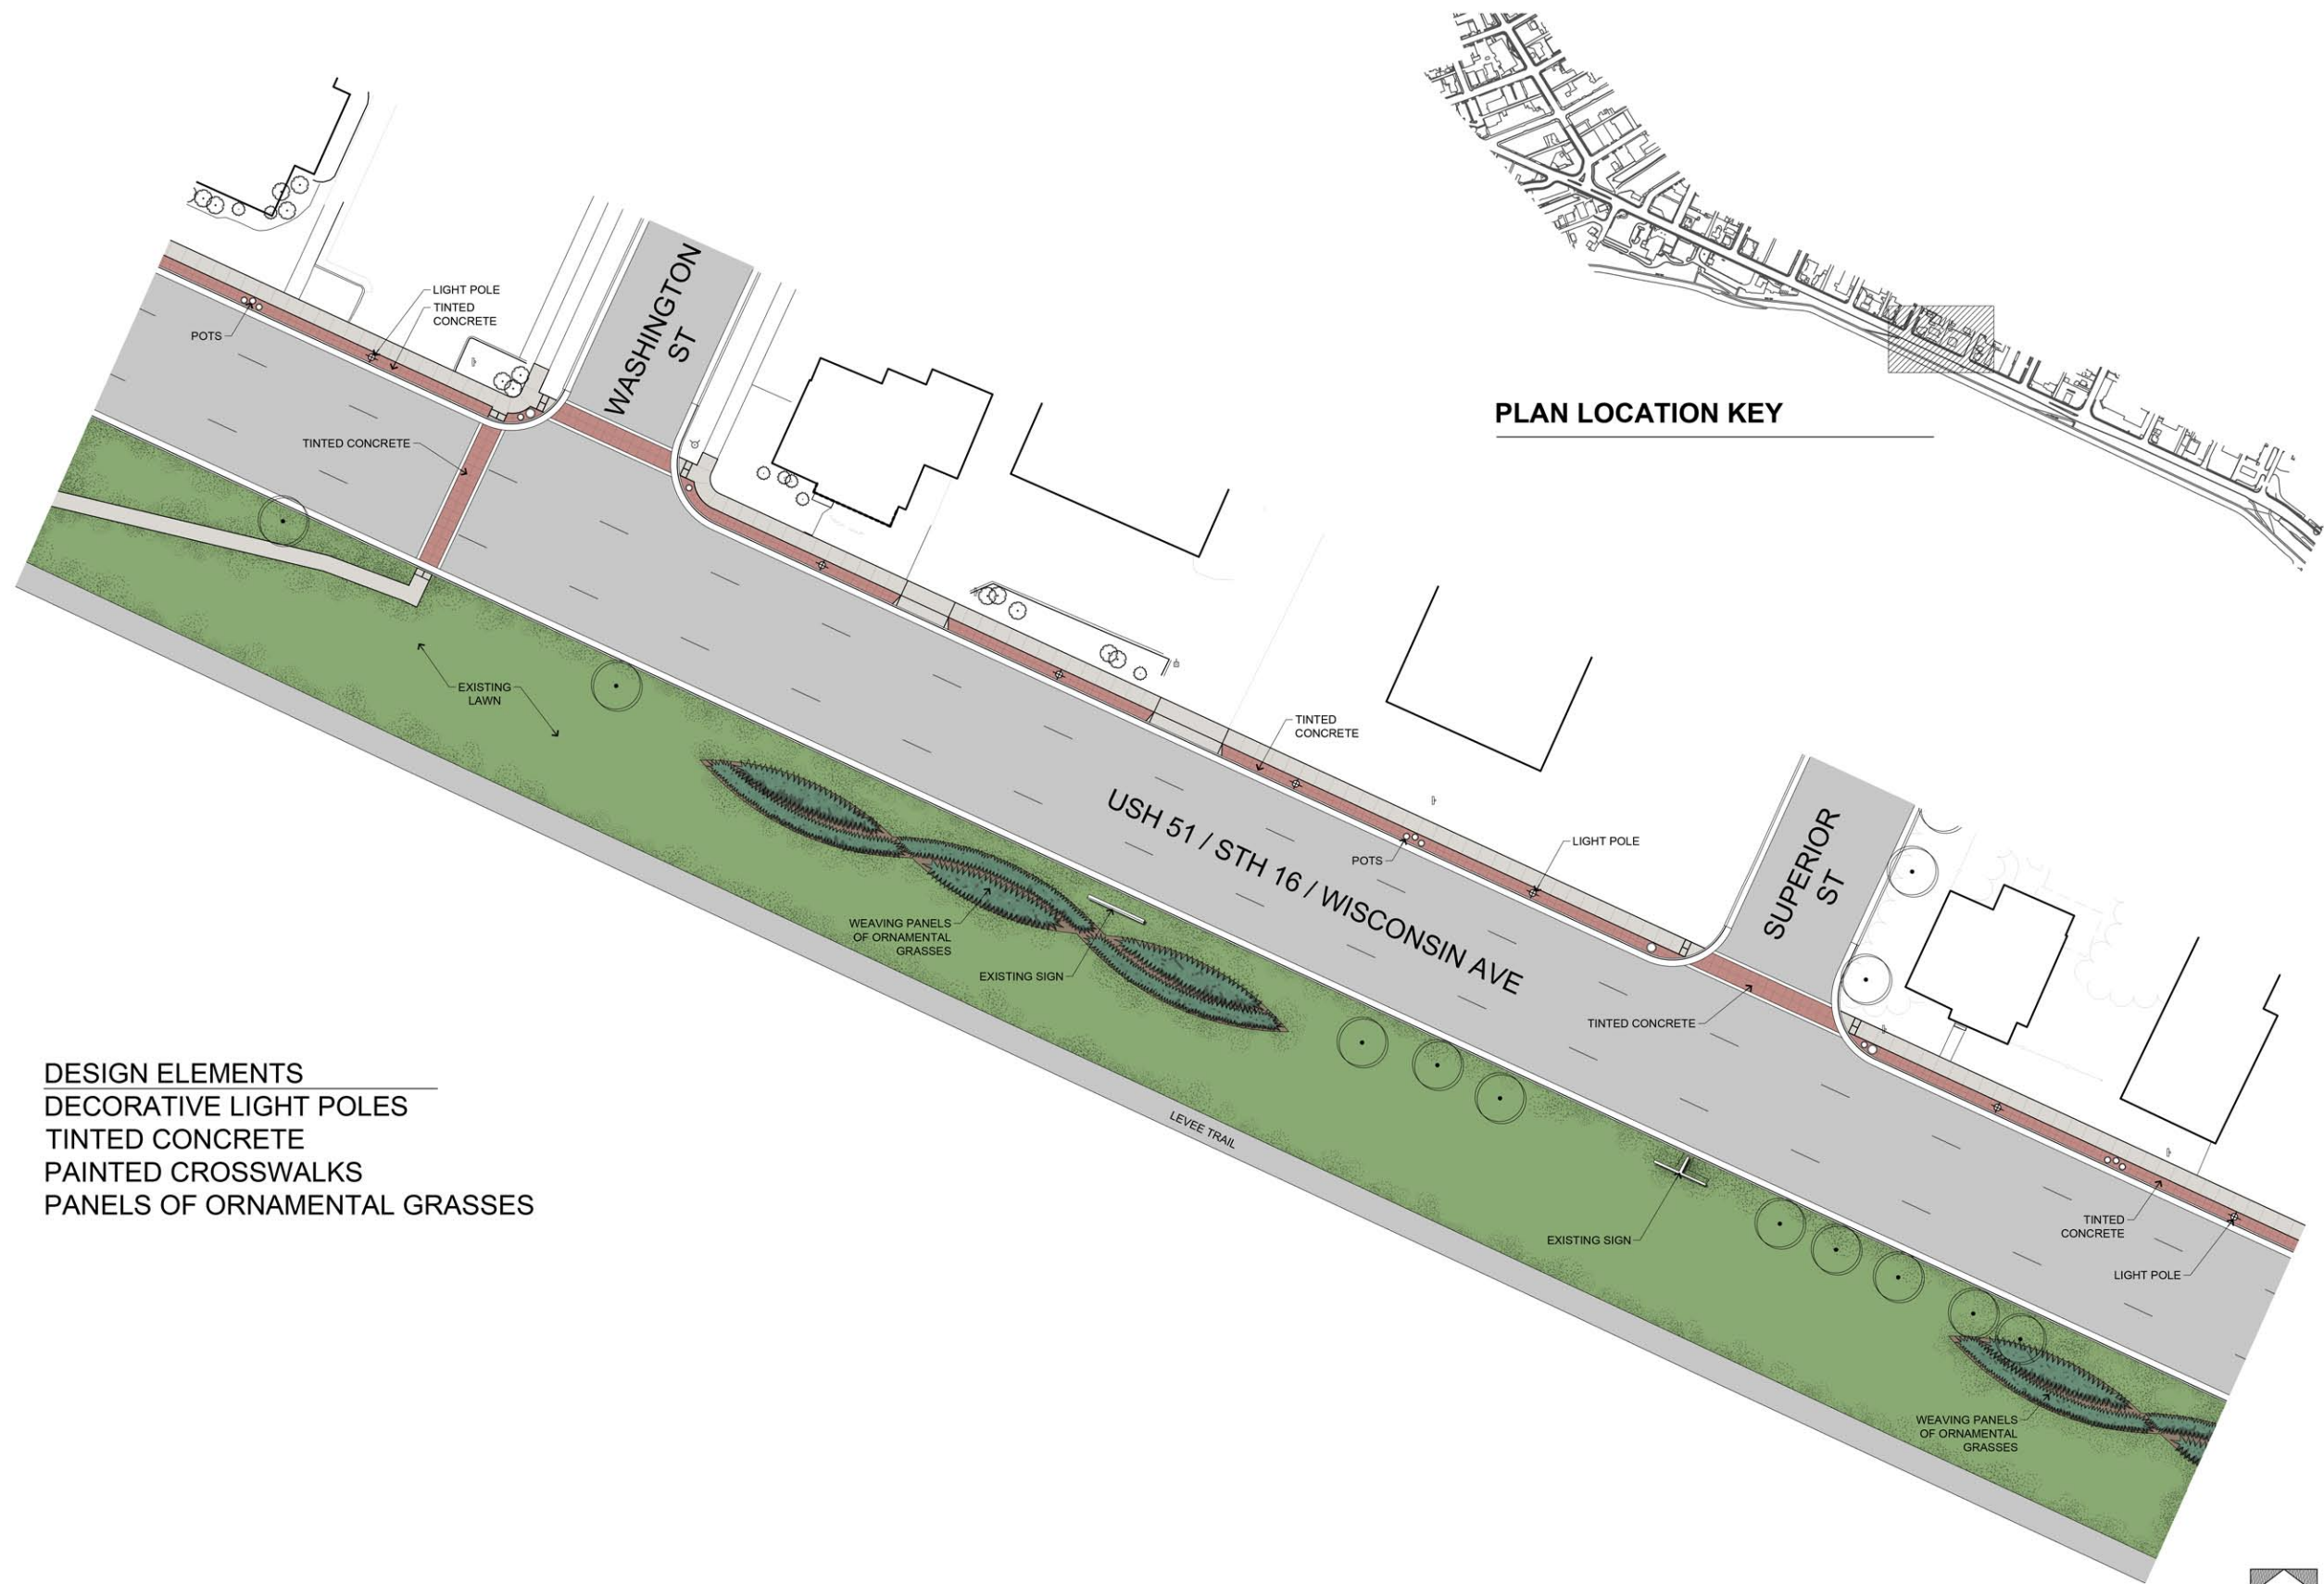 PLAN LOCATION KEY
WASHINGTON
ST
LIGHT POLE
TINTED
CONCRETE
POTS
TINTED CONCRETE
EXISTING
LAWN
TINTED
CONCRETE
USH 51 / STH 16 / WISCONSIN AVE
POTS
LIGHT POLE
SUPERIOR
ST
WEAVING PANELS
OF ORNAMENTAL
GRASSES
EXISTING SIGN
TINTED CONCRETE
LEVEE TRAIL
EXISTING SIGN
TINTED
CONCRETE
LIGHT POLE
WEAVING PANELS
OF ORNAMENTAL
GRASSES
DESIGN ELEMENTS
DECORATIVE LIGHT POLES
TINTED CONCRETE
PAINTED CROSSWALKS
PANELS OF ORNAMENTAL GRASSES